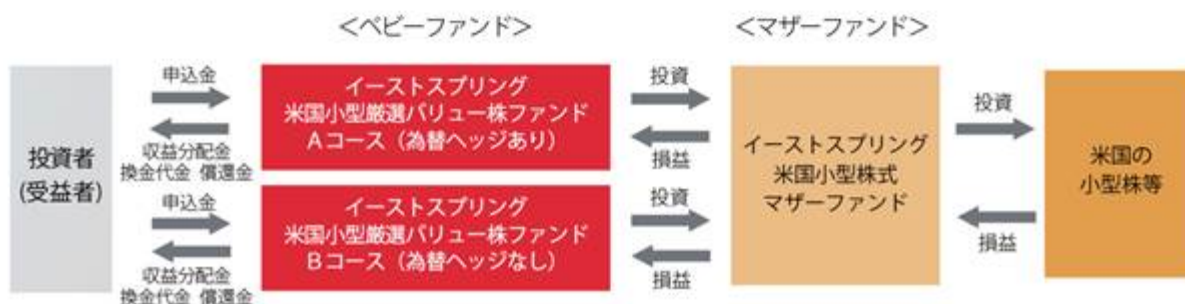 ＜ベビーファンド＞
＜マザーファンド＞
投資者
(受益者)
申込金
収益分配金
換金代金 償還金
申込金
収益分配金
換金代金 償還金
イーストスプリング
米国小型厳選バリュー株ファンド
Aコース（為替ヘッジあり）
イーストスプリング
米国小型厳選バリュー株ファンド
Bコース（為替ヘッジなし）
投資
損益
投資
損益
イーストスプリング
米国小型株式
マザーファンド
投資
損益
米国の
小型株等